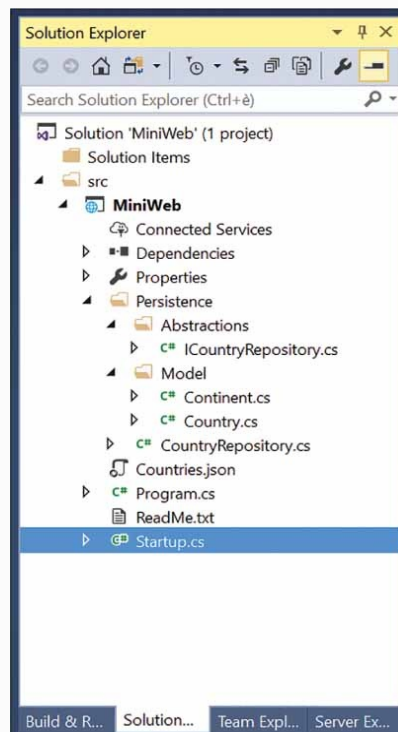 Solution Explorer
Search Solution Explorer (Ctrl+è)
Solution 'MiniWeb' (1 project)
Solution Items
src
MiniWeb
Connected Services
Dependencies
Properties
Persistence
Abstractions
C# ICountryRepository.cs
Model
C# Continent.cs
C# Country.cs
C# CountryRepository.cs
Countries.json
C# Program.cs
ReadMe.txt
C# Startup.cs
Build & R... Solution... Team Expl... Server Ex...